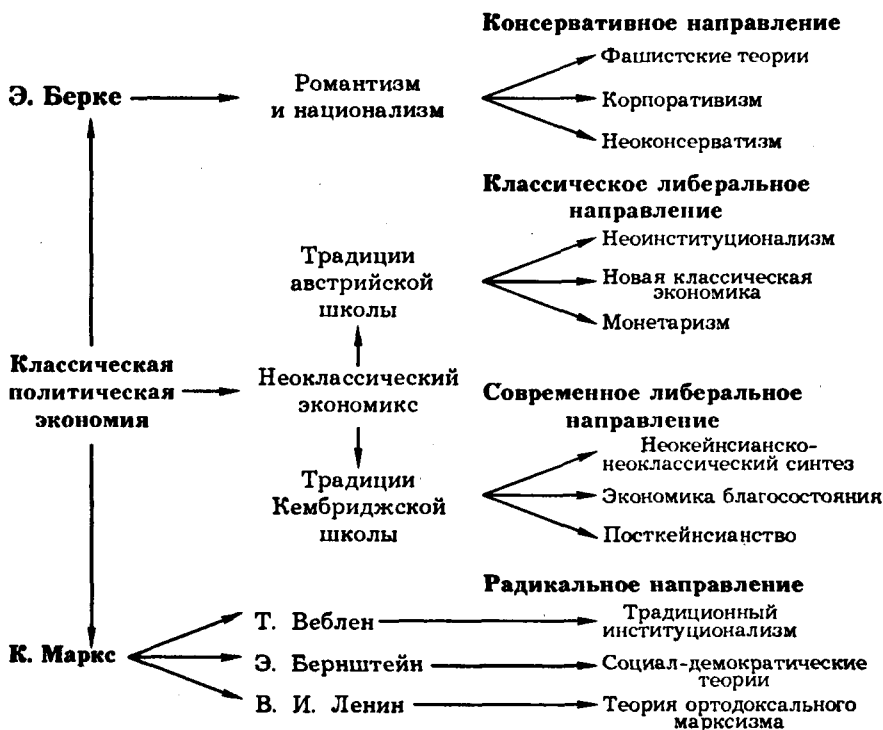 Консервативное направление
Фашистские теории
Э. Берке
Романтизм
и национализм
Корпоративизм
Неоконсерватизм
Классическое либеральное
направление
Неоинституционализм
Традиции
австрийской
школы
Новая классическая
экономика
Монетаризм
Классическая
политическая
экономия
Неоклассический
экономикс
Современное либеральное
направление
Неокейнсианско-
неоклассический синтез
Традиции
Кембриджской
школы
Экономика благосостояния
Посткейнсианство
Радикальное направление
К. Маркс
Т. Веблен
Традиционный
институционализм
Э. Бернштейн
Социал-демократические
теории
В. И. Ленин
Теория ортодоксального
марксизма